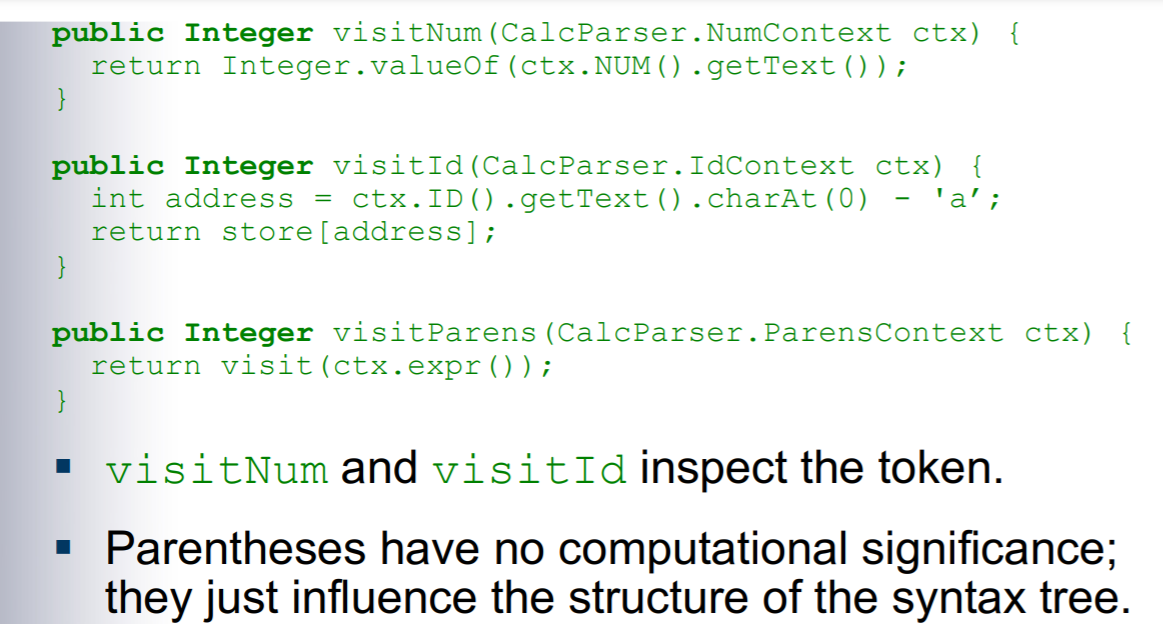 public Integer visitNum(CalcParser.NumContext ctx) {
return Integer.valueOf(ctx.NUM().getText());
}
public Integer visitId(CalcParser.IdContext ctx) {
int address = ctx.ID().getText().charAt(0) - 'a’;
return store[address];
}
public Integer visitParens(CalcParser.ParensContext ctx) {
return visit(ctx.expr());
}
▪ visitNum and visitId inspect the token.
▪ Parentheses have no computational significance;
they just influence the structure of the syntax tree.